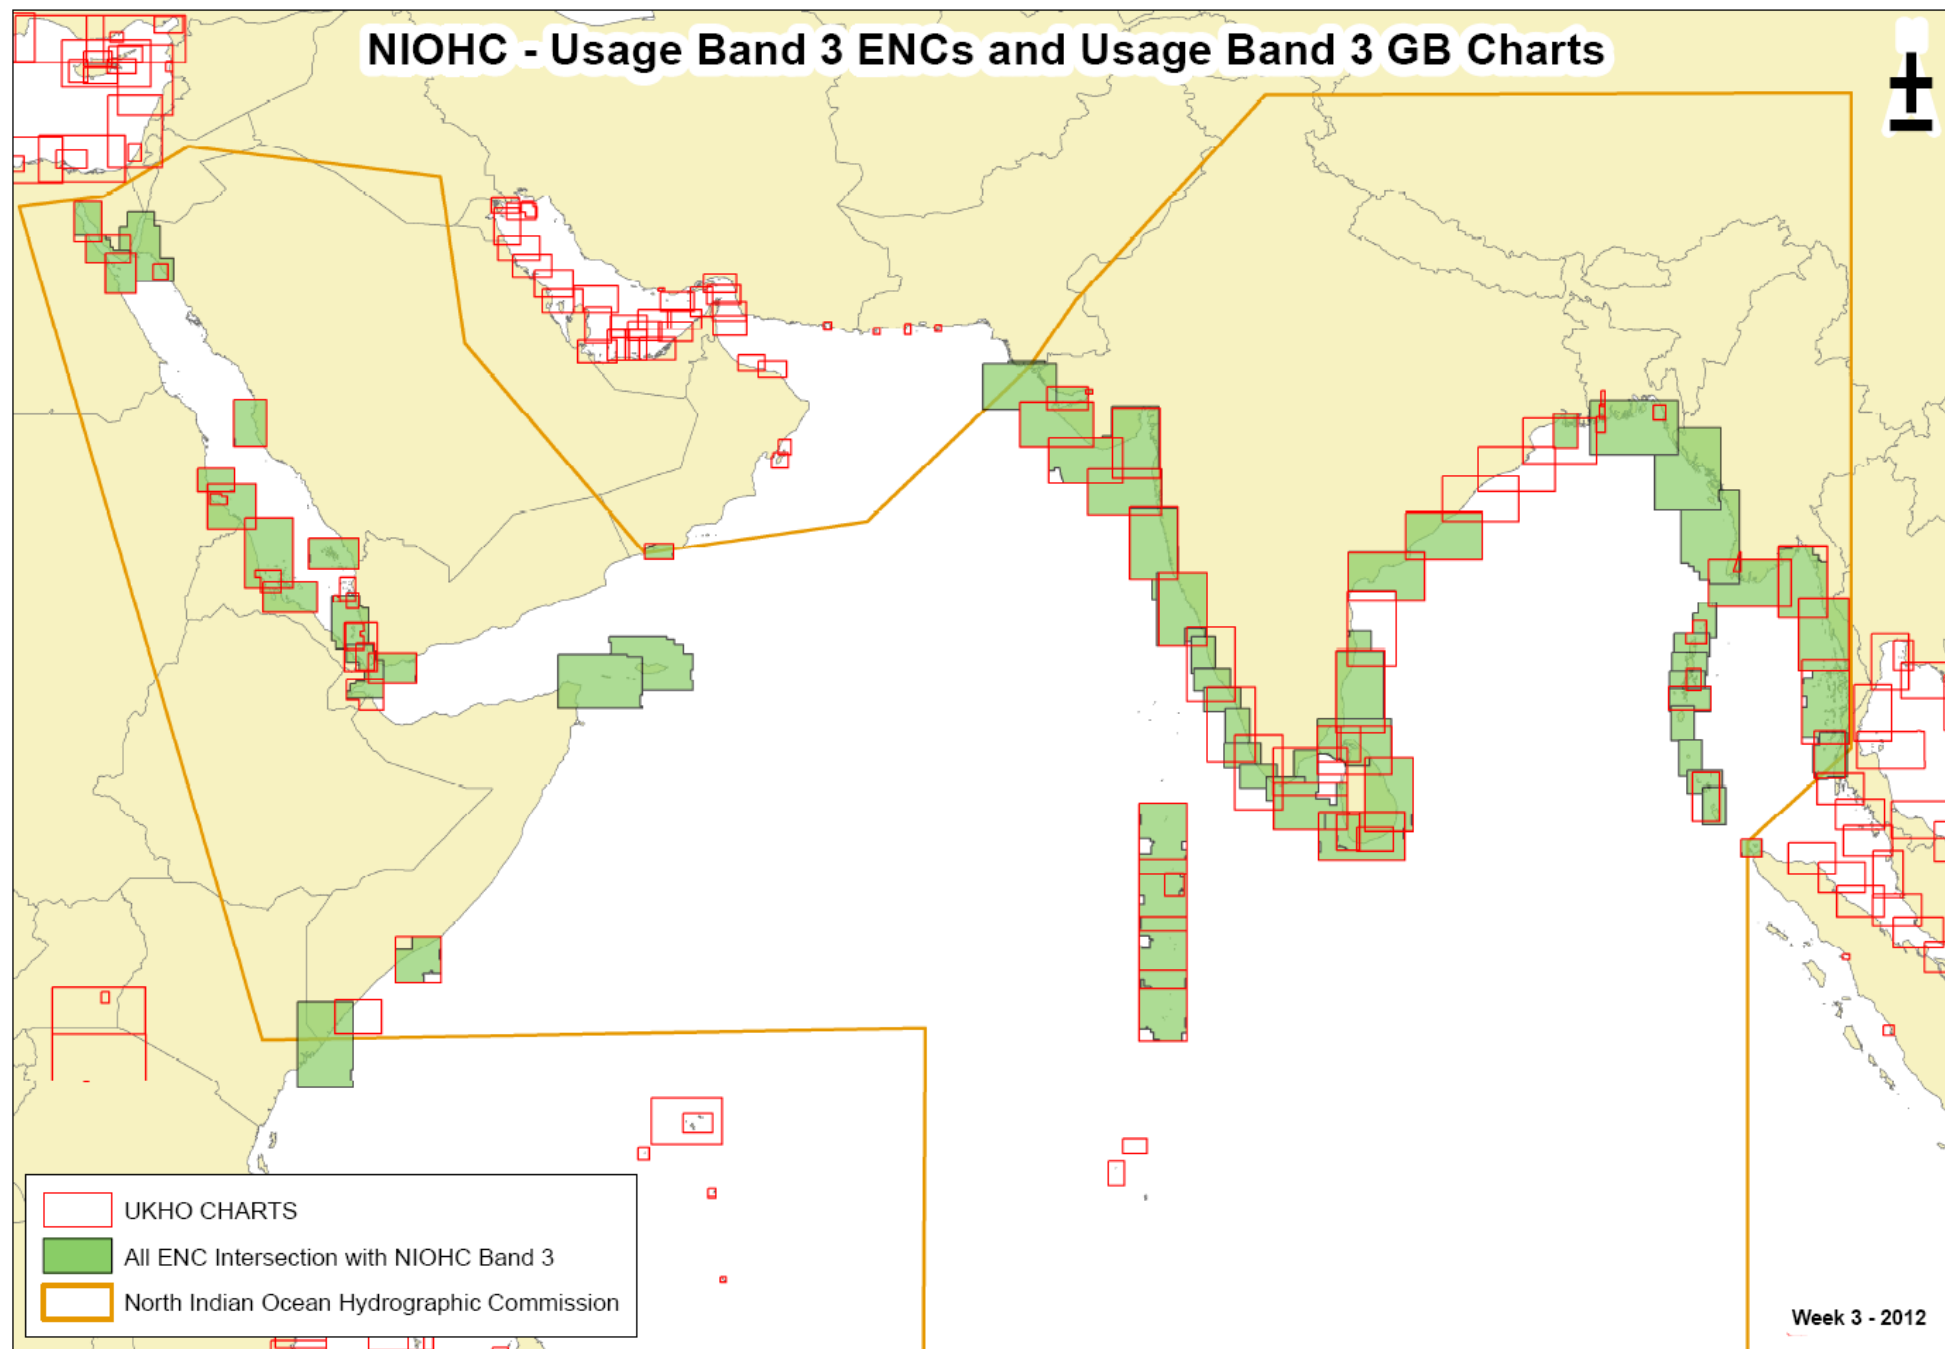 NIOHC - Usage Band 3 ENCs and Usage Band 3 GB Charts
UKHO CHARTS
All ENC Intersection with NIOHC Band 3
North Indian Ocean Hydrographic Commission
Week 3 - 2012